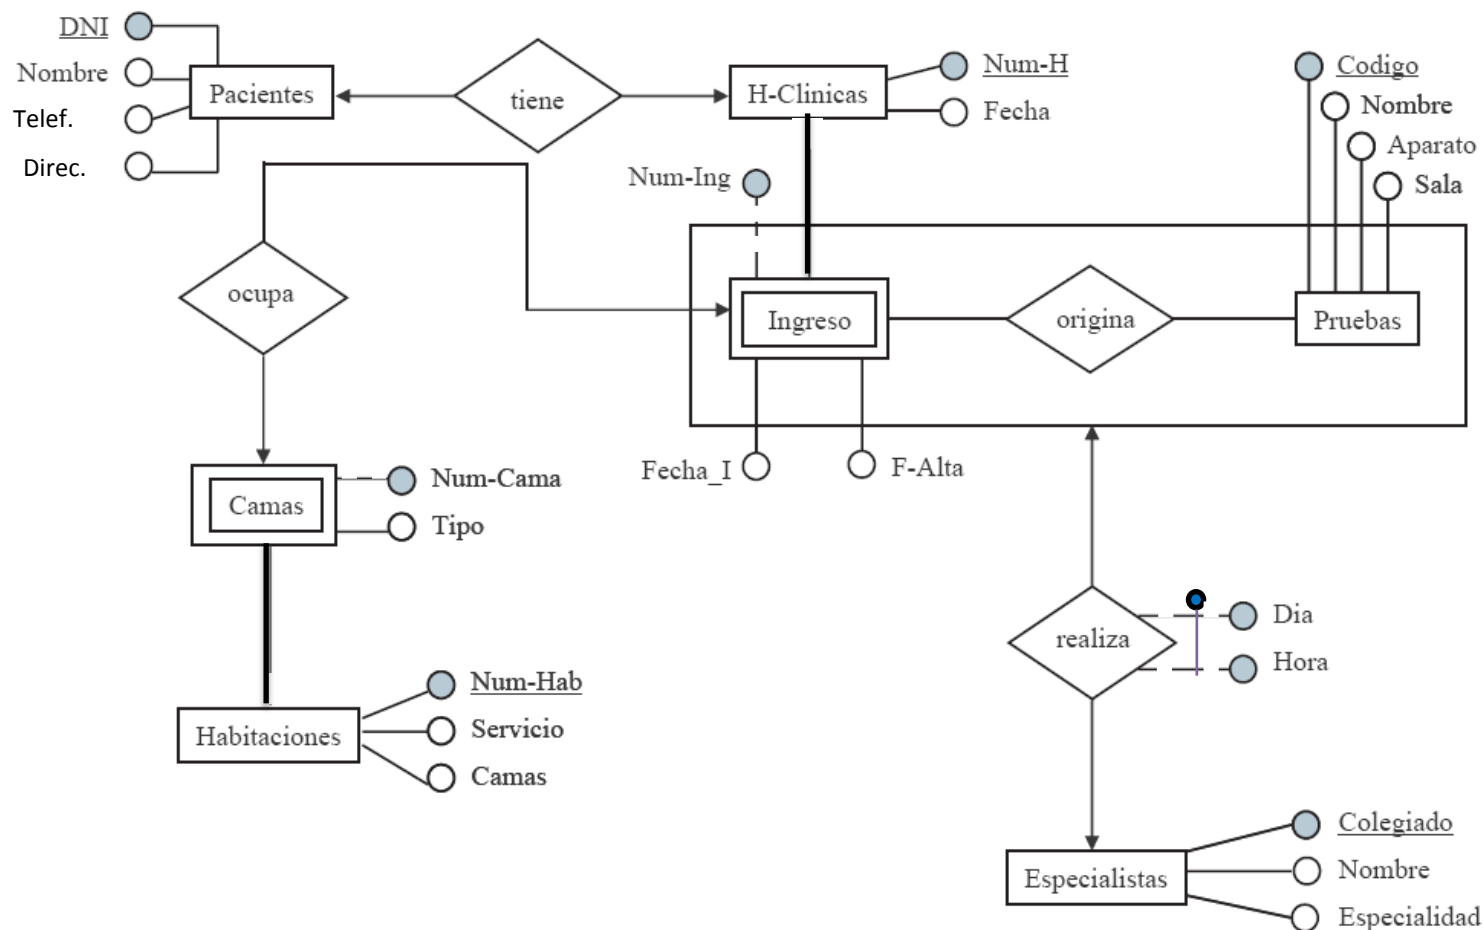 DNI
Nombre
Telef.
Direc.
Pacientes
tiene
H-Clinicas
Num-H
Fecha
Codigo
Nombre
Aparato
Sala
Num-Ing
ocupa
Ingreso
origina
Pruebas
Fecha_I
F-Alta
Camas
Num-Cama
Tipo
realiza
Dia
Hora
Habitaciones
Num-Hab
Servicio
Camas
Especialistas
Colegiado
Nombre
Especialidad